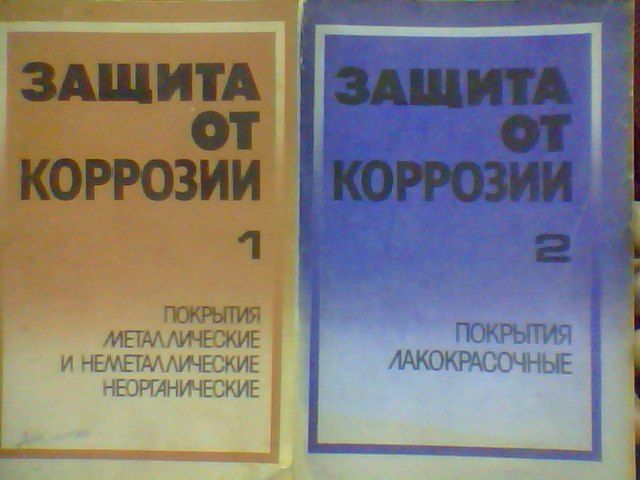 ЗАЩИТА
ОТ
КОРРОЗИИ
1
ПОКРЫТИЯ
МЕТАЛЛИЧЕСКИЕ
И НЕМЕТАЛЛИЧЕСКИЕ
НЕОРГАНИЧЕСКИЕ
ЗАЩИТА
ОТ
КОРРОЗИИ
2
ПОКРЫТИЯ
ЛАКОКРАСОЧНЫЕ